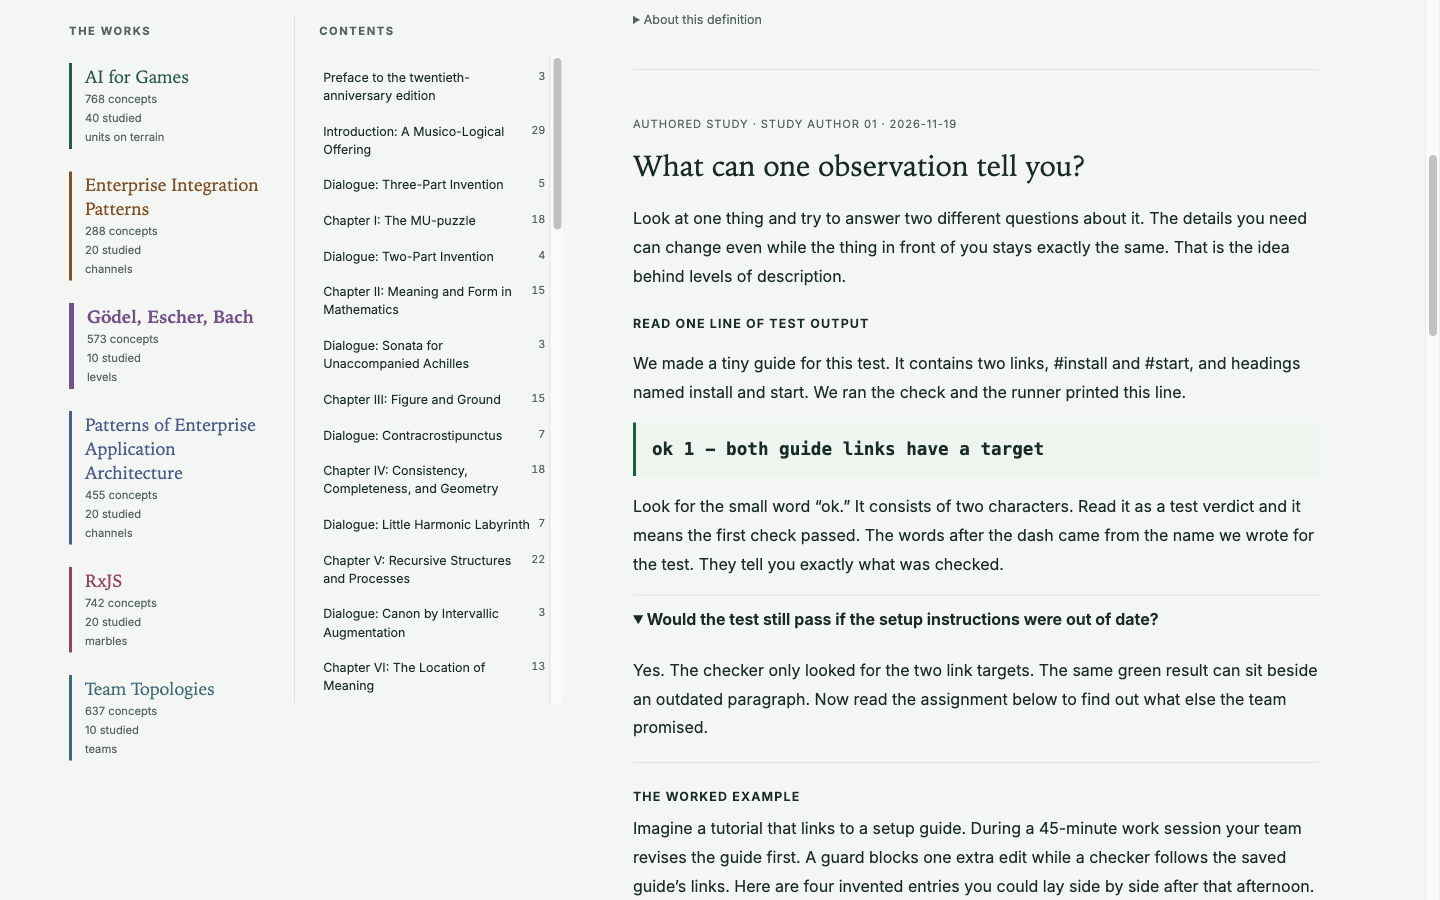 THE WORKS
AI for Games
768 concepts
40 studied
units on terrain
Enterprise Integration
Patterns
288 concepts
20 studied
channels
Gödel, Escher, Bach
573 concepts
10 studied
levels
Patterns of Enterprise
Application
Architecture
455 concepts
20 studied
channels
RxJS
742 concepts
20 studied
marbles
Team Topologies
637 concepts
10 studied
teams
CONTENTS
Preface to the twentieth- 3
anniversary edition
Introduction: A Musico-Logical 29
Offering
Dialogue: Three-Part Invention 5
Chapter I: The MU-puzzle 18
Dialogue: Two-Part Invention 4
Chapter II: Meaning and Form in 15
Mathematics
Dialogue: Sonata for 3
Unaccompanied Achilles
Chapter III: Figure and Ground 15
Dialogue: Contracrostipunctus 7
Chapter IV: Consistency, 18
Completeness, and Geometry
Dialogue: Little Harmonic Labyrinth 7
Chapter V: Recursive Structures 22
and Processes
Dialogue: Canon by Intervallic 3
Augmentation
Chapter VI: The Location of 13
Meaning
▶ About this definition
AUTHORED STUDY · STUDY AUTHOR 01 · 2026-11-19
What can one observation tell you?
Look at one thing and try to answer two different questions about it. The details you need
can change even while the thing in front of you stays exactly the same. That is the idea
behind levels of description.
READ ONE LINE OF TEST OUTPUT
We made a tiny guide for this test. It contains two links, #install and #start, and headings
named install and start. We ran the check and the runner printed this line.
ok 1 – both guide links have a target
Look for the small word “ok.” It consists of two characters. Read it as a test verdict and it
means the first check passed. The words after the dash came from the name we wrote for
the test. They tell you exactly what was checked.
▼ Would the test still pass if the setup instructions were out of date?
Yes. The checker only looked for the two link targets. The same green result can sit beside
an outdated paragraph. Now read the assignment below to find out what else the team
promised.
THE WORKED EXAMPLE
Imagine a tutorial that links to a setup guide. During a 45-minute work session your team
revises the guide first. A guard blocks one extra edit while a checker follows the saved
guide’s links. Here are four invented entries you could lay side by side after that afternoon.